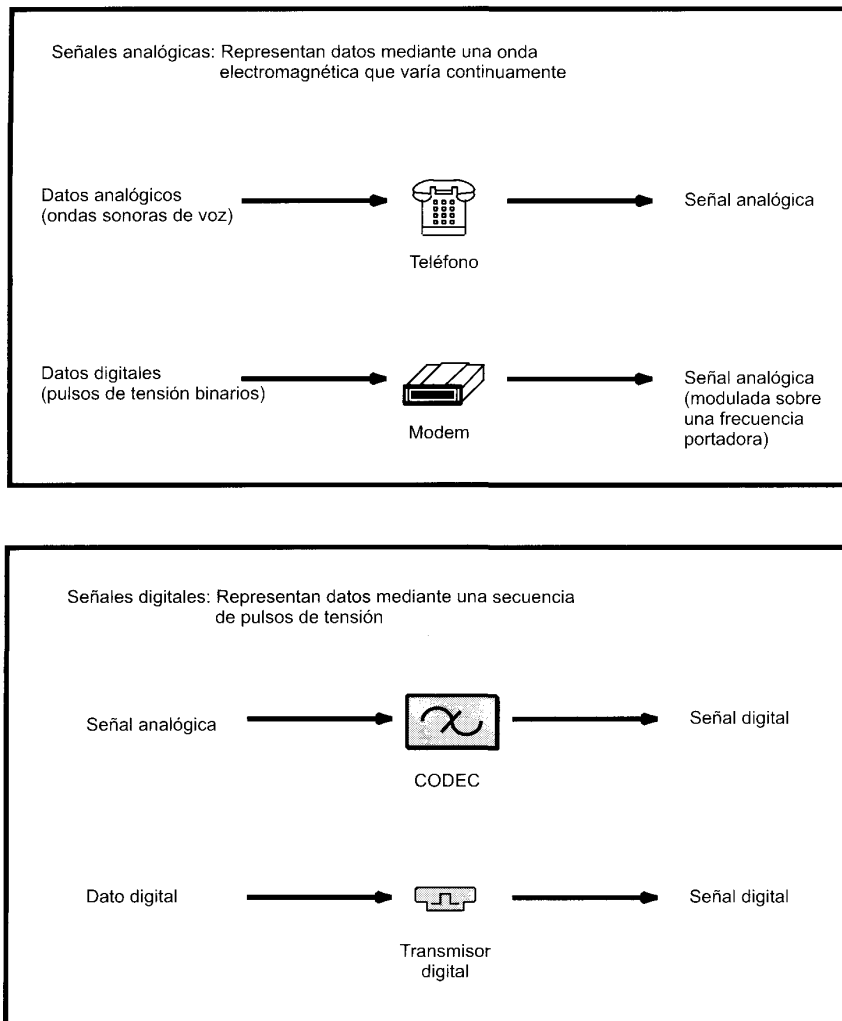 Señales analógicas: Representan datos mediante una onda
electromagnética que varía continuamente
Datos analógicos
(ondas sonoras de voz)
Teléfono
Señal analógica
Datos digitales
(pulsos de tensión binarios)
Modem
Señal analógica
(modulada sobre
una frecuencia
portadora)
Señales digitales: Representan datos mediante una secuencia
de pulsos de tensión
Señal analógica
CODEC
Señal digital
Dato digital
Transmisor
digital
Señal digital